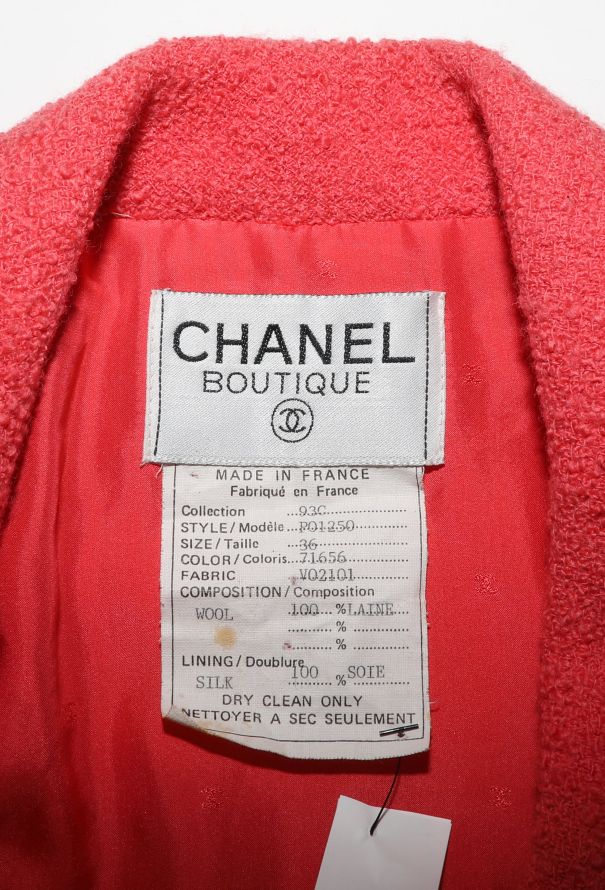 CHANEL
BOUTIQUE
MADE IN FRANCE
Fabriqué en France
Collection ...93C...........................
STYLE/Modèle ...P01250................
SIZE/Taille ...36...........................
COLOR/Coloris...71656..................
FABRIC ...V02101......................
COMPOSITION/Composition
WOOL 100 % LAINE
........ %..............
........ %..............
LINING/Doublure
SILK 100 % SOIE
DRY CLEAN ONLY
NETTOYER A SEC SEULEMENT